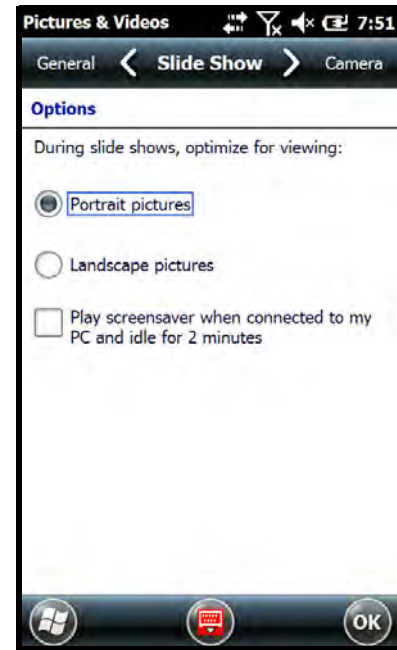 Pictures & Videos 7:51
General Slide Show Camera
Options
During slide shows, optimize for viewing:
Portrait pictures
Landscape pictures
Play screensaver when connected to my
PC and idle for 2 minutes
OK